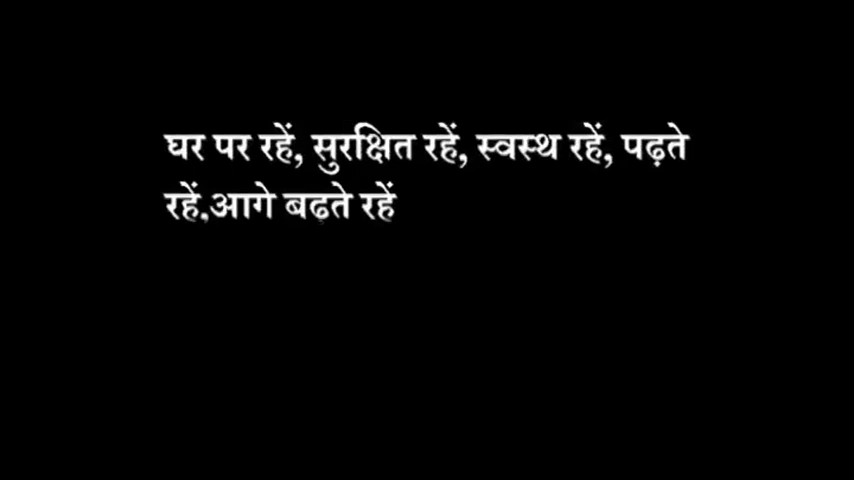 घर पर रहें, सुरक्षित रहें, स्वस्थ रहें, पढ़ते
रहें,आगे बढ़ते रहें